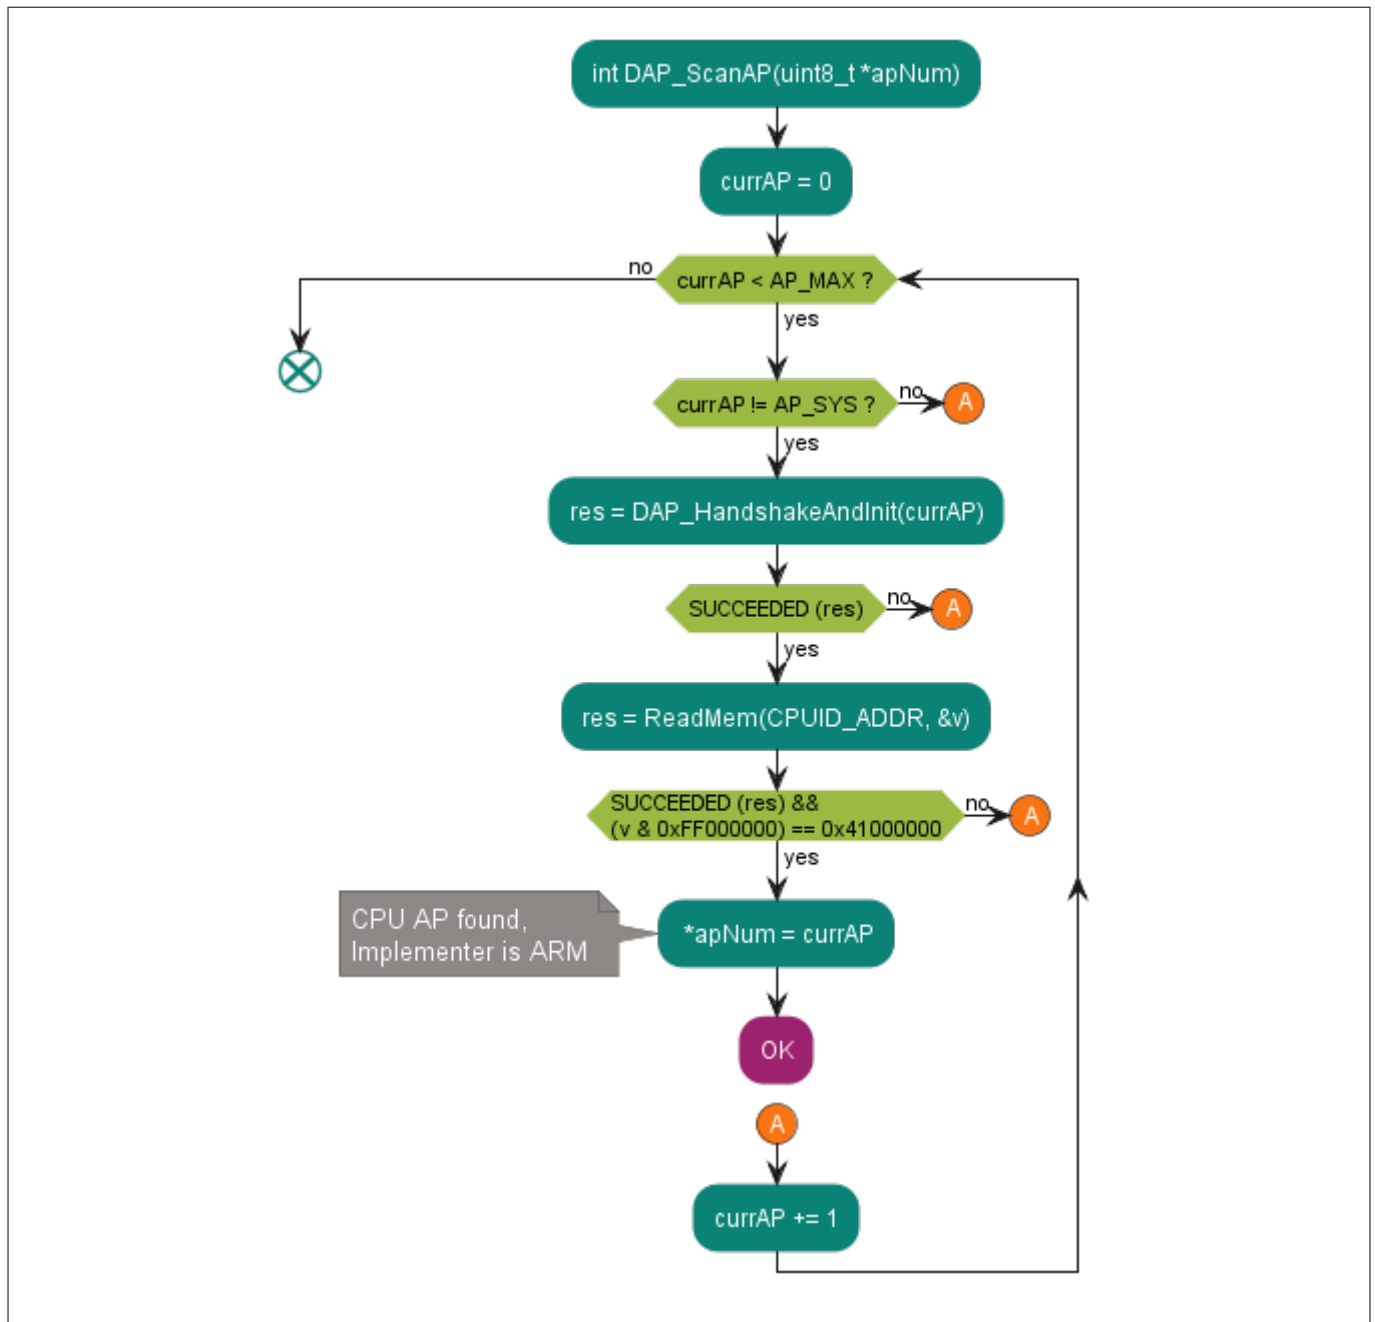 int DAP_ScanAP(uint8_t *apNum)
currAP = 0
no
currAP < AP_MAX ?
yes
currAP != AP_SYS ?
no
A
yes
res = DAP_HandshakeAndInit(currAP)
SUCCEEDED (res)
no
A
yes
res = ReadMem(CPUID_ADDR, &v)
SUCCEEDED (res) &&
(v & 0xFF000000) == 0x41000000
no
A
yes
CPU AP found,
Implementer is ARM
*apNum = currAP
OK
A
currAP += 1